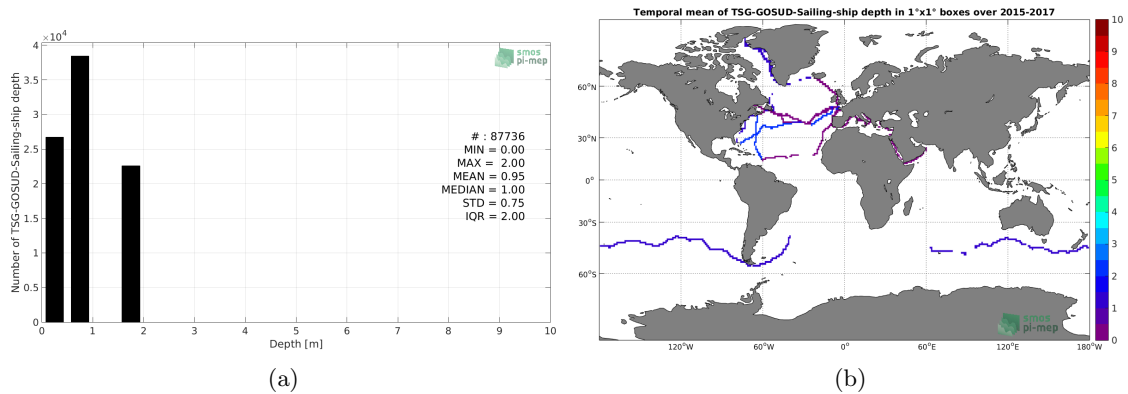 ×10⁴
4
3.5
3
2.5
2
1.5
1
0.5
0
Number of TSG-GOSUD-Sailing-ship depth
smos
pi-mep
# : 87736
MIN = 0.00
MAX = 2.00
MEAN = 0.95
MEDIAN = 1.00
STD = 0.75
IQR = 2.00
0 1 2 3 4 5 6 7 8 9 10
Depth [m]
(a)
Temporal mean of TSG-GOSUD-Sailing-ship depth in 1°x1° boxes over 2015-2017
60°N
30°N
0°
30°S
60°S
120°W 60°W 0° 60°E 120°E 180°W
smos
pi-mep
10
9
8
7
6
5
4
3
2
1
0
(b)